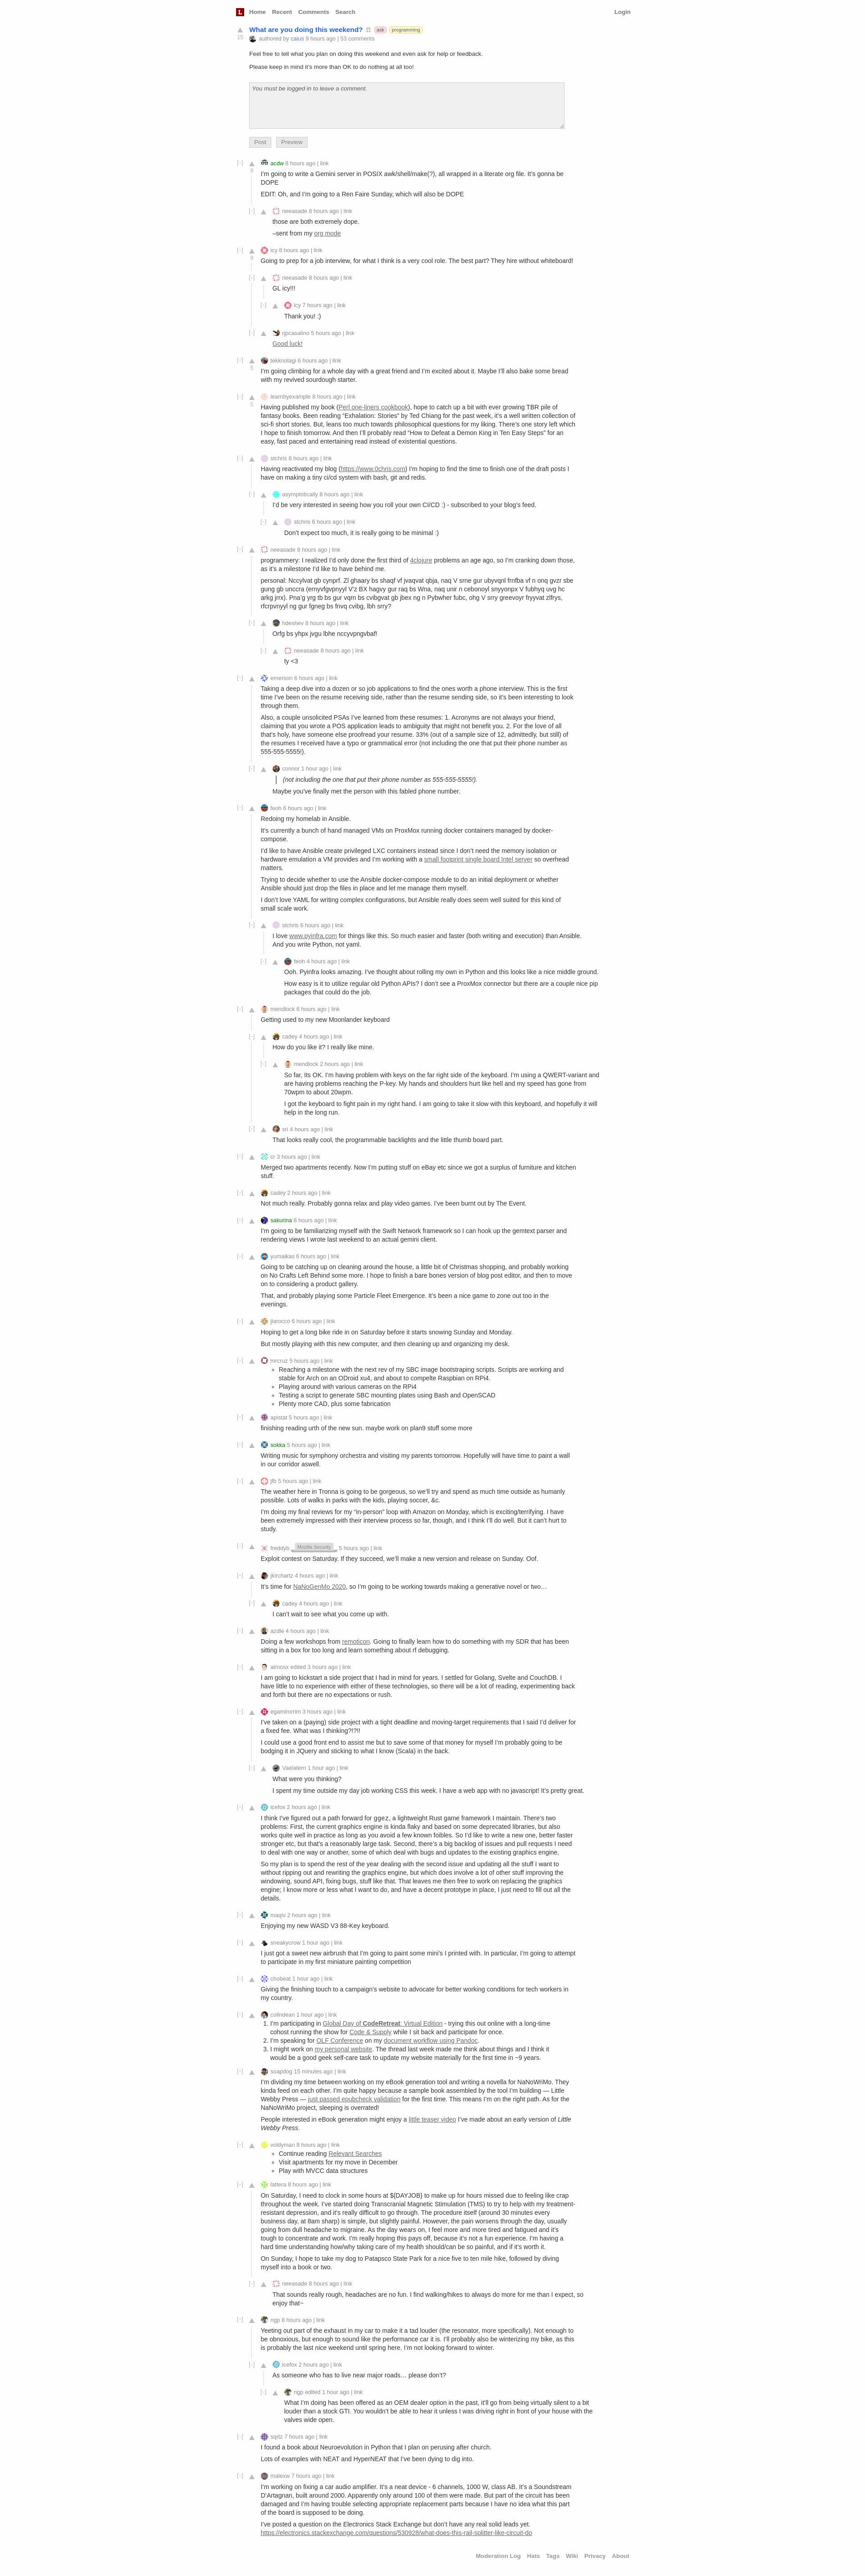 L Home Recent Comments Search Login
What are you doing this weekend? ask programming
15 authored by caius 9 hours ago | 53 comments
Feel free to tell what you plan on doing this weekend and even ask for help or feedback.
Please keep in mind it's more than OK to do nothing at all too!
You must be logged in to leave a comment.
Post Preview
[-] acdw 8 hours ago | link
I'm going to write a Gemini server in POSIX awk/shell/make(?), all wrapped in a literate org file. It's gonna be
DOPE
EDIT: Oh, and I'm going to a Ren Faire Sunday, which will also be DOPE
[-] neeasade 8 hours ago | link
those are both extremely dope.
–sent from my org mode
[-] icy 8 hours ago | link
Going to prep for a job interview, for what I think is a very cool role. The best part? They hire without whiteboard!
[-] neeasade 8 hours ago | link
GL icy!!!
[-] icy 7 hours ago | link
Thank you! :)
[-] rjpcasalino 5 hours ago | link
Good luck!
[-] tekknolagi 6 hours ago | link
5
I'm going climbing for a whole day with a great friend and I'm excited about it. Maybe I'll also bake some bread
with my revised sourdough starter.
[-] learnbyexample 8 hours ago | link
5
Having published my book (Perl one-liners cookbook), hope to catch up a bit with ever growing TBR pile of
fantasy books. Been reading "Exhalation: Stories" by Ted Chiang for the past week, it's a well written collection of
sci-fi short stories. But, leans too much towards philosophical questions for my liking. There's one story left which
I hope to finish tomorrow. And then I'll probably read "How to Defeat a Demon King in Ten Easy Steps" for an
easy, fast paced and entertaining read instead of existential questions.
[-] stchris 8 hours ago | link
Having reactivated my blog (https://www.0chris.com) I'm hoping to find the time to finish one of the draft posts I
have on making a tiny ci/cd system with bash, git and redis.
[-] asymptotically 8 hours ago | link
I'd be very interested in seeing how you roll your own CI/CD :) - subscribed to your blog's feed.
[-] stchris 6 hours ago | link
Don't expect too much, it is really going to be minimal :)
[-] neeasade 8 hours ago | link
programmery: I realized I'd only done the first third of 4clojure problems an age ago, so I'm cranking down those,
as it's a milestone I'd like to have behind me.
personal: Nccylvat gb cynprf. Zl ghaary bs shaqf vf jvaqvat qbja, naq V srne gur ubyvqnl frnfba vf n onq gvzr sbe
gung gb unccra (ernyvfgvpnyyl V'z BX hagvy gur raq bs Wna, naq unir n cebonoyl snyyonpx V fubhyq uvg hc
arkg jrrx). Pna'g yrg tb bs gur vqrn bs cvibgvat gb jbex ng n Pybwher fubc, ohg V srry greevoyr fryyvat zlfrys,
rfcrpvnyyl ng gur fgneg bs fnvq cvibg, lbh srry?
[-] hdeshev 8 hours ago | link
Orfg bs yhpx jvgu lbhe nccyvpngvbaf!
[-] neeasade 8 hours ago | link
ty <3
[-] emerson 6 hours ago | link
Taking a deep dive into a dozen or so job applications to find the ones worth a phone interview. This is the first
time I've been on the resume receiving side, rather than the resume sending side, so it's been interesting to look
through them.
Also, a couple unsolicited PSAs I've learned from these resumes: 1. Acronyms are not always your friend,
claiming that you wrote a POS application leads to ambiguity that might not benefit you. 2. For the love of all
that's holy, have someone else proofread your resume. 33% (out of a sample size of 12, admittedly, but still) of
the resumes I received have a typo or grammatical error (not including the one that put their phone number as
555-555-5555!).
[-] connor 1 hour ago | link
(not including the one that put their phone number as 555-555-5555!).
Maybe you've finally met the person with this fabled phone number.
[-] feoh 6 hours ago | link
Redoing my homelab in Ansible.
It's currently a bunch of hand managed VMs on ProxMox running docker containers managed by docker-
compose.
I'd like to have Ansible create privileged LXC containers instead since I don't need the memory isolation or
hardware emulation a VM provides and I'm working with a small footprint single board Intel server so overhead
matters.
Trying to decide whether to use the Ansible docker-compose module to do an initial deployment or whether
Ansible should just drop the files in place and let me manage them myself.
I don't love YAML for writing complex configurations, but Ansible really does seem well suited for this kind of
small scale work.
[-] stchris 6 hours ago | link
I love www.pyinfra.com for things like this. So much easier and faster (both writing and execution) than Ansible.
And you write Python, not yaml.
[-] feoh 4 hours ago | link
Ooh. Pyinfra looks amazing. I've thought about rolling my own in Python and this looks like a nice middle ground.
How easy is it to utilize regular old Python APIs? I don't see a ProxMox connector but there are a couple nice pip
packages that could do the job.
[-] mendlock 6 hours ago | link
Getting used to my new Moonlander keyboard
[-] cadey 4 hours ago | link
How do you like it? I really like mine.
[-] mendlock 2 hours ago | link
So far, Its OK. I'm having problem with keys on the far right side of the keyboard. I'm using a QWERT-variant and
are having problems reaching the P-key. My hands and shoulders hurt like hell and my speed has gone from
70wpm to about 20wpm.
I got the keyboard to fight pain in my right hand. I am going to take it slow with this keyboard, and hopefully it will
help in the long run.
[-] sri 4 hours ago | link
That looks really cool, the programmable backlights and the little thumb board part.
[-] cr 3 hours ago | link
Merged two apartments recently. Now I'm putting stuff on eBay etc since we got a surplus of furniture and kitchen
stuff.
[-] cadey 2 hours ago | link
Not much really. Probably gonna relax and play video games. I've been burnt out by The Event.
[-] sakurina 8 hours ago | link
I'm going to be familiarizing myself with the Swift Network framework so I can hook up the gemtext parser and
rendering views I wrote last weekend to an actual gemini client.
[-] yumaikas 6 hours ago | link
Going to be catching up on cleaning around the house, a little bit of Christmas shopping, and probably working
on No Crafts Left Behind some more. I hope to finish a bare bones version of blog post editor, and then to move
on to considering a product gallery.
That, and probably playing some Particle Fleet Emergence. It's been a nice game to zone out too in the
evenings.
[-] jlarocco 6 hours ago | link
Hoping to get a long bike ride in on Saturday before it starts snowing Sunday and Monday.
But mostly playing with this new computer, and then cleaning up and organizing my desk.
[-] mrcruz 5 hours ago | link
Reaching a milestone with the next rev of my SBC image bootstraping scripts. Scripts are working and
stable for Arch on an ODroid xu4, and about to compelte Raspbian on RPi4.
Playing around with various cameras on the RPi4
Testing a script to generate SBC mounting plates using Bash and OpenSCAD
Plenty more CAD, plus some fabrication
[-] apostat 5 hours ago | link
finishing reading urth of the new sun. maybe work on plan9 stuff some more
[-] sokka 5 hours ago | link
Writing music for symphony orchestra and visiting my parents tomorrow. Hopefully will have time to paint a wall
in our corridor aswell.
[-] jfb 5 hours ago | link
The weather here in Tronna is going to be gorgeous, so we'll try and spend as much time outside as humanly
possible. Lots of walks in parks with the kids, playing soccer, &c.
I'm doing my final reviews for my "in-person" loop with Amazon on Monday, which is exciting/terrifying. I have
been extremely impressed with their interview process so far, though, and I think I'll do well. But it can't hurt to
study.
[-] freddyb Mozilla Security 5 hours ago | link
Exploit contest on Saturday. If they succeed, we'll make a new version and release on Sunday. Oof.
[-] jkirchartz 4 hours ago | link
It's time for NaNoGenMo 2020, so I'm going to be working towards making a generative novel or two…
[-] cadey 4 hours ago | link
I can't wait to see what you come up with.
[-] azdle 4 hours ago | link
Doing a few workshops from remoticon. Going to finally learn how to do something with my SDR that has been
sitting in a box for too long and learn something about rf debugging.
[-] atmosx edited 3 hours ago | link
I am going to kickstart a side project that I had in mind for years. I settled for Golang, Svelte and CouchDB. I
have little to no experience with either of these technologies, so there will be a lot of reading, experimenting back
and forth but there are no expectations or rush.
[-] egamirorrim 3 hours ago | link
I've taken on a (paying) side project with a tight deadline and moving-target requirements that I said I'd deliver for
a fixed fee. What was I thinking?!?!!
I could use a good front end to assist me but to save some of that money for myself I'm probably going to be
bodging it in JQuery and sticking to what I know (Scala) in the back.
[-] Vaelatern 1 hour ago | link
What were you thinking?
I spent my time outside my day job working CSS this week. I have a web app with no javascript! It's pretty great.
[-] icefox 2 hours ago | link
I think I've figured out a path forward for ggez, a lightweight Rust game framework I maintain. There's two
problems: First, the current graphics engine is kinda flaky and based on some deprecated libraries, but also
works quite well in practice as long as you avoid a few known foibles. So I'd like to write a new one, better faster
stronger etc, but that's a reasonably large task. Second, there's a big backlog of issues and pull requests I need
to deal with one way or another, some of which deal with bugs and updates to the existing graphics engine,
So my plan is to spend the rest of the year dealing with the second issue and updating all the stuff I want to
without ripping out and rewriting the graphics engine, but which does involve a lot of other stuff improving the
windowing, sound API, fixing bugs, stuff like that. That leaves me then free to work on replacing the graphics
engine; I know more or less what I want to do, and have a decent prototype in place, I just need to fill out all the
details.
[-] maqiv 2 hours ago | link
Enjoying my new WASD V3 88-Key keyboard.
[-] sneakycrow 1 hour ago | link
I just got a sweet new airbrush that I'm going to paint some mini's I printed with. In particular, I'm going to attempt
to participate in my first miniature painting competition
[-] chobeat 1 hour ago | link
Giving the finishing touch to a campaign's website to advocate for better working conditions for tech workers in
my country.
[-] colindean 1 hour ago | link
1. I'm participating in Global Day of CodeRetreat: Virtual Edition - trying this out online with a long-time
cohost running the show for Code & Supply while I sit back and participate for once.
2. I'm speaking for OLF Conference on my document workflow using Pandoc.
3. I might work on my personal website. The thread last week made me think about things and I think it
would be a good geek self-care task to update my website materially for the first time in ~9 years.
[-] soapdog 15 minutes ago | link
I'm dividing my time between working on my eBook generation tool and writing a novella for NaNoWriMo. They
kinda feed on each other. I'm quite happy because a sample book assembled by the tool I'm building — Little
Webby Press — just passed epubcheck validation for the first time. This means I'm on the right path. As for the
NaNoWriMo project, sleeping is overrated!
People interested in eBook generation might enjoy a little teaser video I've made about an early version of Little
Webby Press.
[-] voidyman 8 hours ago | link
Continue reading Relevant Searches
Visit apartments for my move in December
Play with MVCC data structures
[-] lattera 8 hours ago | link
On Saturday, I need to clock in some hours at ${DAYJOB} to make up for hours missed due to feeling like crap
throughout the week. I've started doing Transcranial Magnetic Stimulation (TMS) to try to help with my treatment-
resistant depression, and it's really difficult to go through. The procedure itself (around 30 minutes every
business day, at 8am sharp) is simple, but slightly painful. However, the pain worsens through the day, usually
going from dull headache to migraine. As the day wears on, I feel more and more tired and fatigued and it's
tough to concentrate and work. I'm really hoping this pays off, because it's not a fun experience. I'm having a
hard time understanding how/why taking care of my health should/can be so painful, and if it's worth it.
On Sunday, I hope to take my dog to Patapsco State Park for a nice five to ten mile hike, followed by diving
myself into a book or two.
[-] neeasade 8 hours ago | link
That sounds really rough, headaches are no fun. I find walking/hikes to always do more for me than I expect, so
enjoy that~
[-] ngp 8 hours ago | link
Yeeting out part of the exhaust in my car to make it a tad louder (the resonator, more specifically). Not enough to
be obnoxious, but enough to sound like the performance car it is. I'll probably also be winterizing my bike, as this
is probably the last nice weekend until spring here. I'm not looking forward to winter.
[-] icefox 2 hours ago | link
As someone who has to live near major roads… please don't?
[-] ngp edited 1 hour ago | link
What I'm doing has been offered as an OEM dealer option in the past, it'll go from being virtually silent to a bit
louder than a stock GTI. You wouldn't be able to hear it unless I was driving right in front of your house with the
valves wide open.
[-] sqrtz 7 hours ago | link
I found a book about Neuroevolution in Python that I plan on perusing after church.
Lots of examples with NEAT and HyperNEAT that I've been dying to dig into.
[-] malexw 7 hours ago | link
I'm working on fixing a car audio amplifier. It's a neat device - 6 channels, 1000 W, class AB. It's a Soundstream
D'Artagnan, built around 2000. Apparently only around 100 of them were made. But part of the circuit has been
damaged and I'm having trouble selecting appropriate replacement parts because I have no idea what this part
of the board is supposed to be doing.
I've posted a question on the Electronics Stack Exchange but don't have any real solid leads yet.
https://electronics.stackexchange.com/questions/530928/what-does-this-rail-splitter-like-circuit-do
Moderation Log Hats Tags Wiki Privacy About